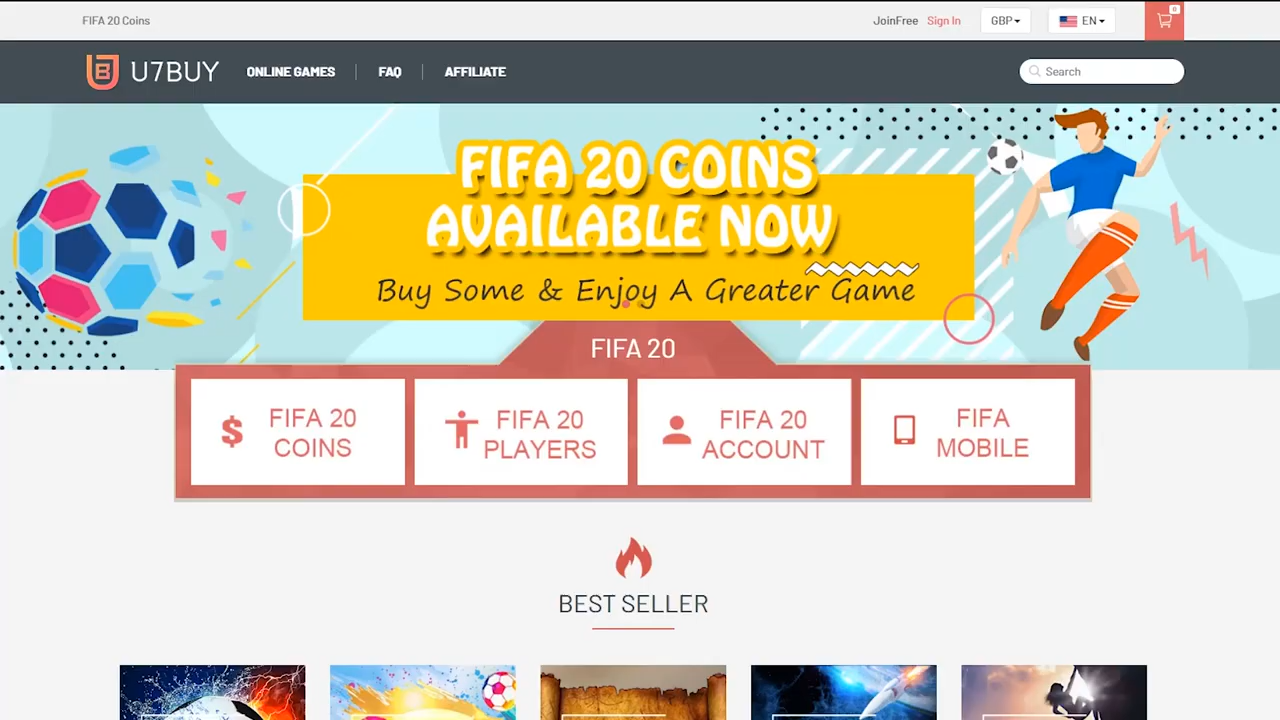 FIFA 20 Coins
JoinFree Sign In GBP EN 0
U7BUY ONLINE GAMES FAQ AFFILIATE Search
FIFA 20 COINS
AVAILABLE NOW
Buy Some & Enjoy A Greater Game
FIFA 20
FIFA 20
COINS
FIFA 20
PLAYERS
FIFA 20
ACCOUNT
FIFA
MOBILE
BEST SELLER